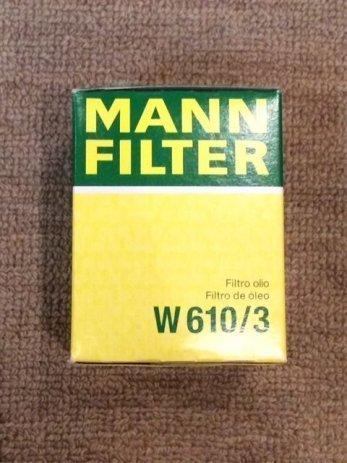 MANN
FILTER
Filtro olio
Filtro de óleo
W 610/3